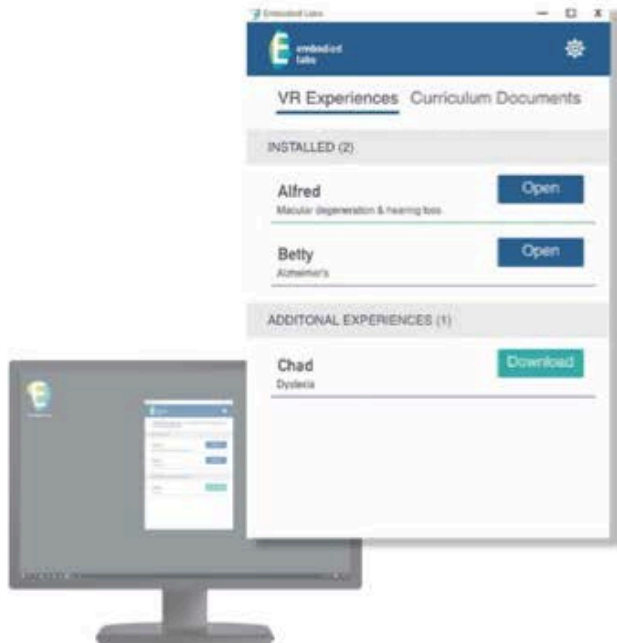 Embodied Labs
embodied
labs
VR Experiences Curriculum Documents
INSTALLED (2)
Alfred
Open
Macular degeneration & hearing loss
Betty
Open
Alzheimer's
ADDITONAL EXPERIENCES (1)
Chad
Download
Dyslexia